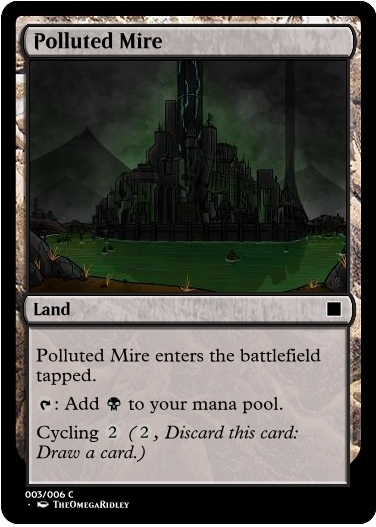 Polluted Mire
Land
Polluted Mire enters the battlefield
tapped.
: Add to your mana pool.
Cycling 2 (2, Discard this card:
Draw a card.)
003/006 C
· TheOmegaRidley